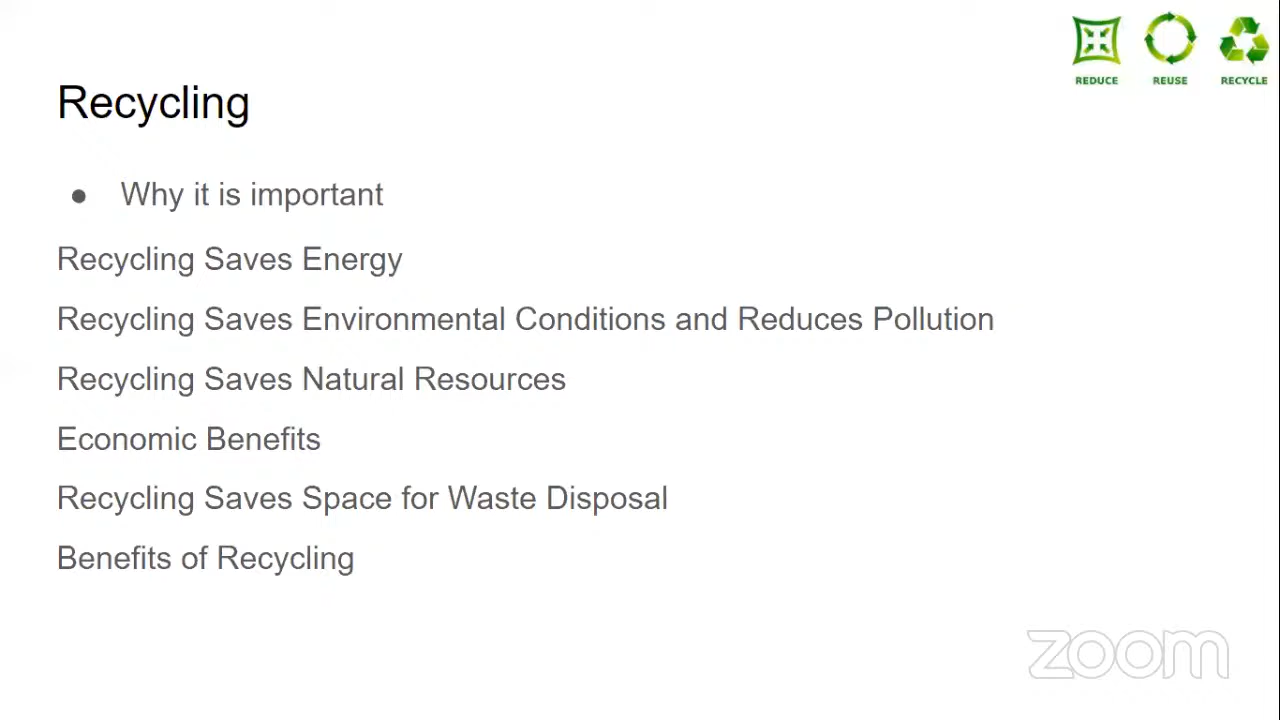 REDUCE REUSE RECYCLE
Recycling
● Why it is important
Recycling Saves Energy
Recycling Saves Environmental Conditions and Reduces Pollution
Recycling Saves Natural Resources
Economic Benefits
Recycling Saves Space for Waste Disposal
Benefits of Recycling
zoom